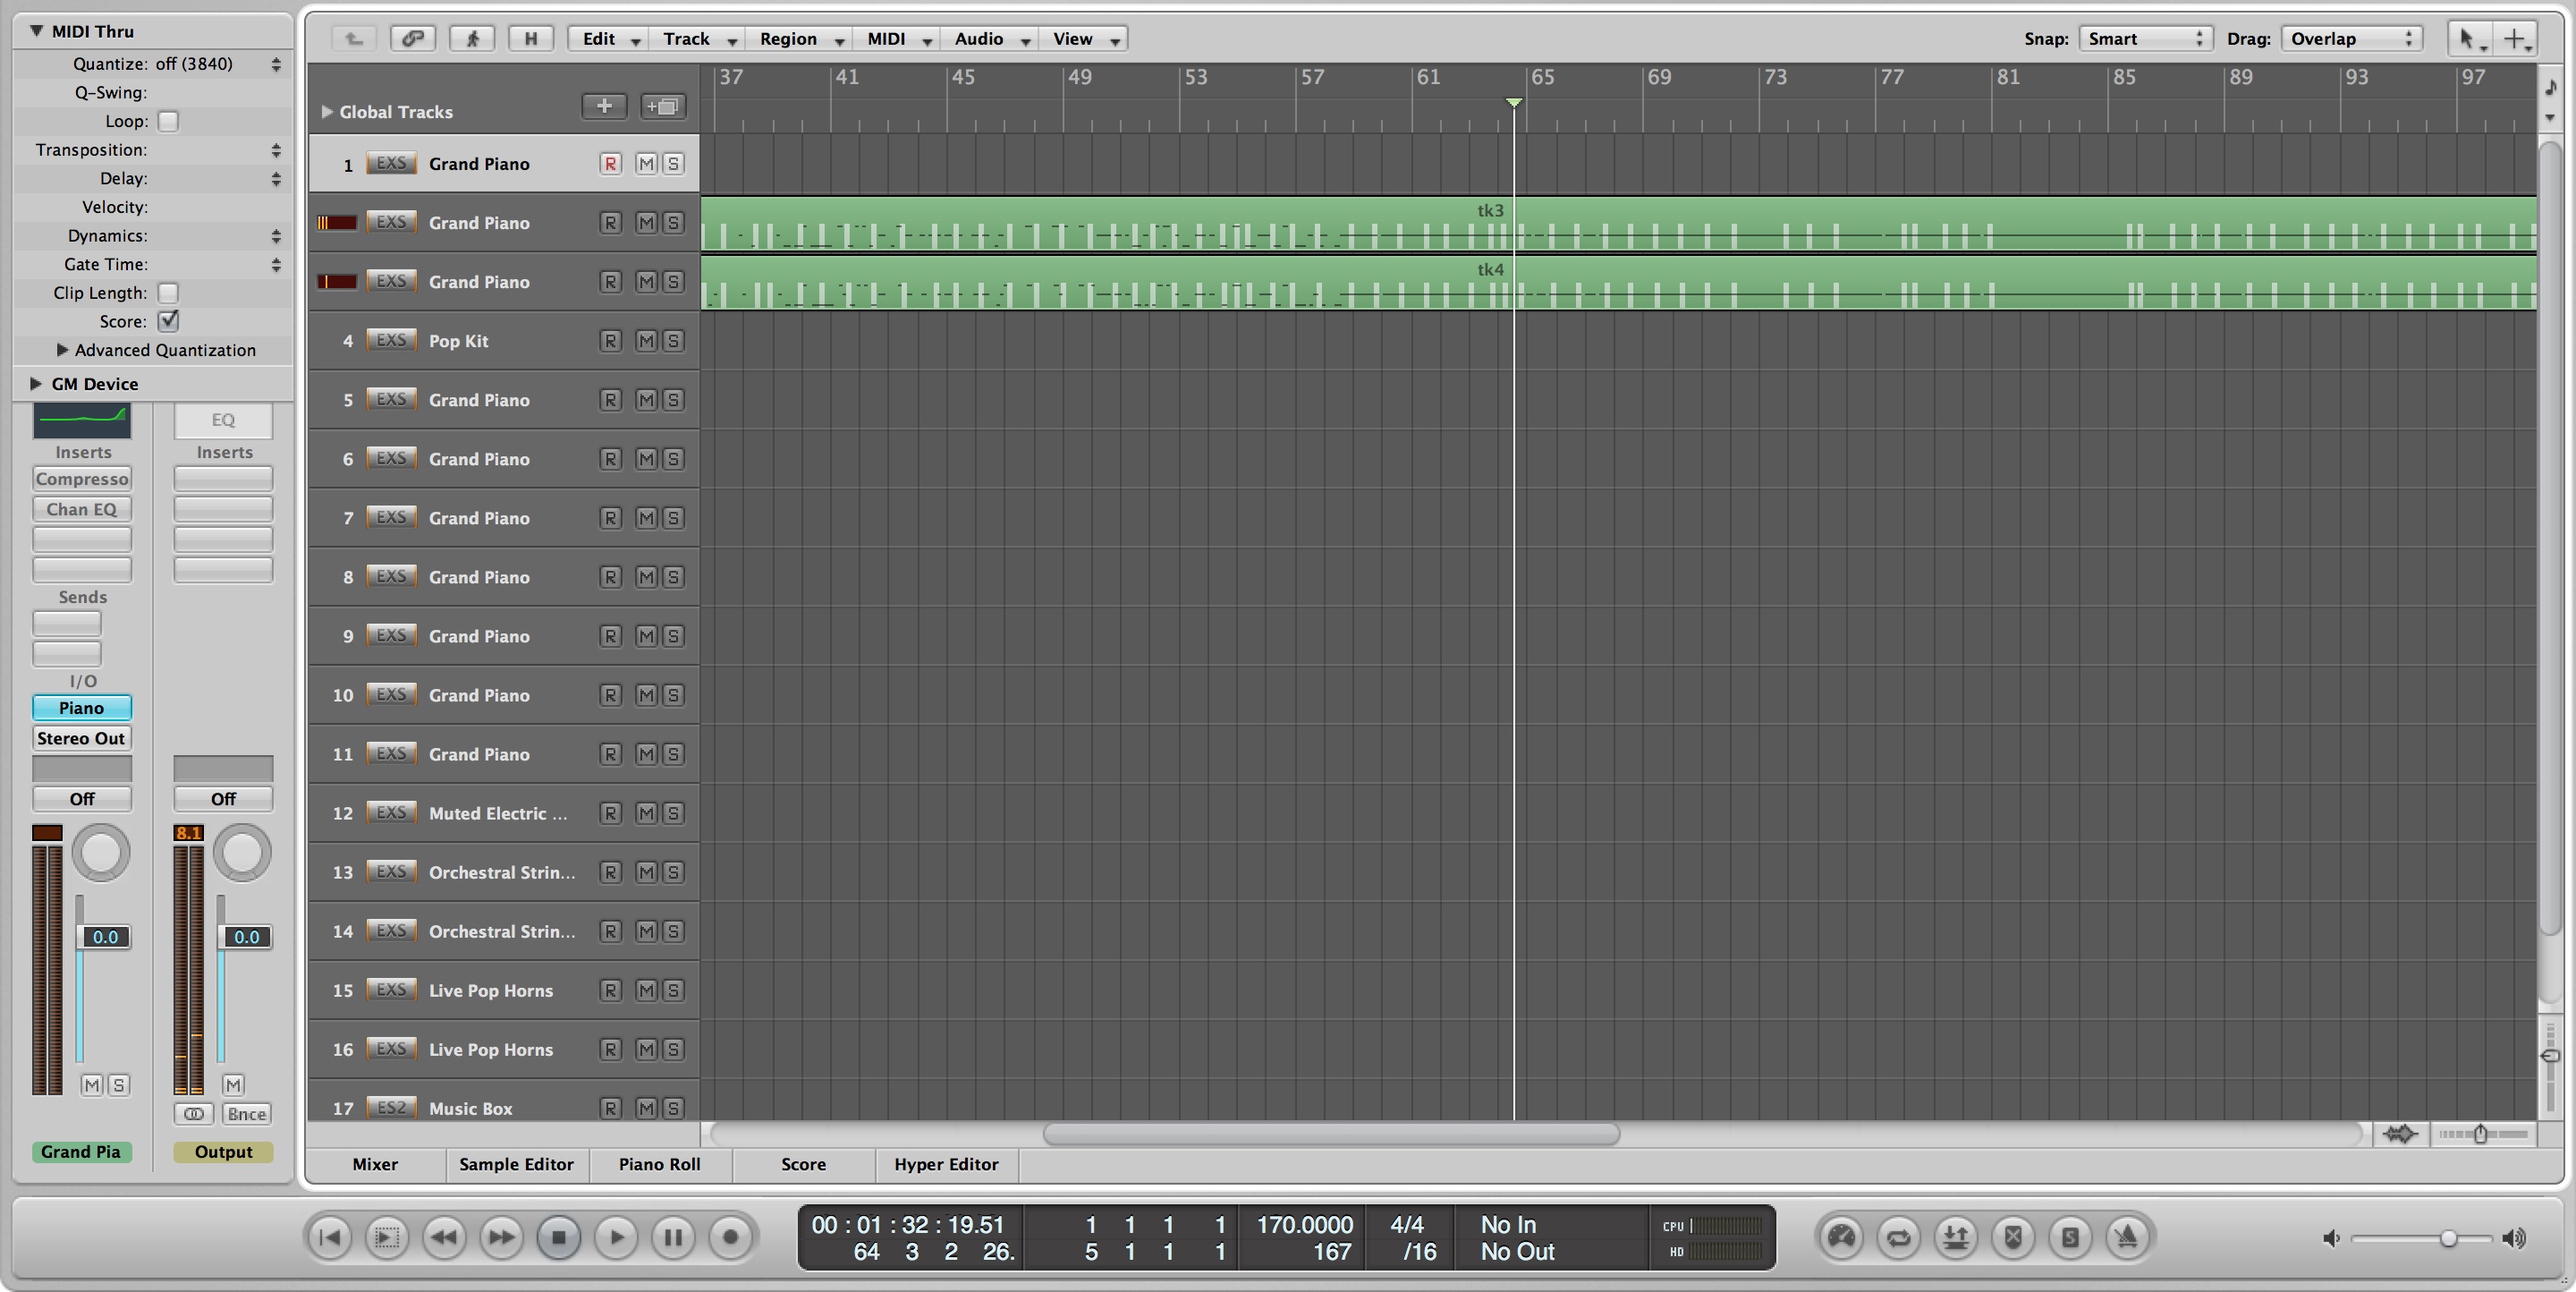 MIDI Thru
Quantize: off (3840)
Q-Swing:
Loop:
Transposition:
Delay:
Velocity:
Dynamics:
Gate Time:
Clip Length:
Score:
Advanced Quantization
GM Device
EQ
Inserts Inserts
Compresso
Chan EQ
Sends
I/O
Piano
Stereo Out
Off Off
8.1
0.0 0.0
M S M
Bnce
Grand Pia Output
H Edit Track Region MIDI Audio View Snap: Smart Drag: Overlap
37 41 45 49 53 57 61 65 69 73 77 81 85 89 93 97
Global Tracks
1 EXS Grand Piano R M S
EXS Grand Piano R M S tk3
EXS Grand Piano R M S tk4
4 EXS Pop Kit R M S
5 EXS Grand Piano R M S
6 EXS Grand Piano R M S
7 EXS Grand Piano R M S
8 EXS Grand Piano R M S
9 EXS Grand Piano R M S
10 EXS Grand Piano R M S
11 EXS Grand Piano R M S
12 EXS Muted Electric ... R M S
13 EXS Orchestral Strin... R M S
14 EXS Orchestral Strin... R M S
15 EXS Live Pop Horns R M S
16 EXS Live Pop Horns R M S
17 ES2 Music Box R M S
Mixer Sample Editor Piano Roll Score Hyper Editor
00 : 01 : 32 : 19.51 1 1 1 1 170.0000 4/4 No In CPU
64 3 2 26. 5 1 1 1 167 /16 No Out HD
S